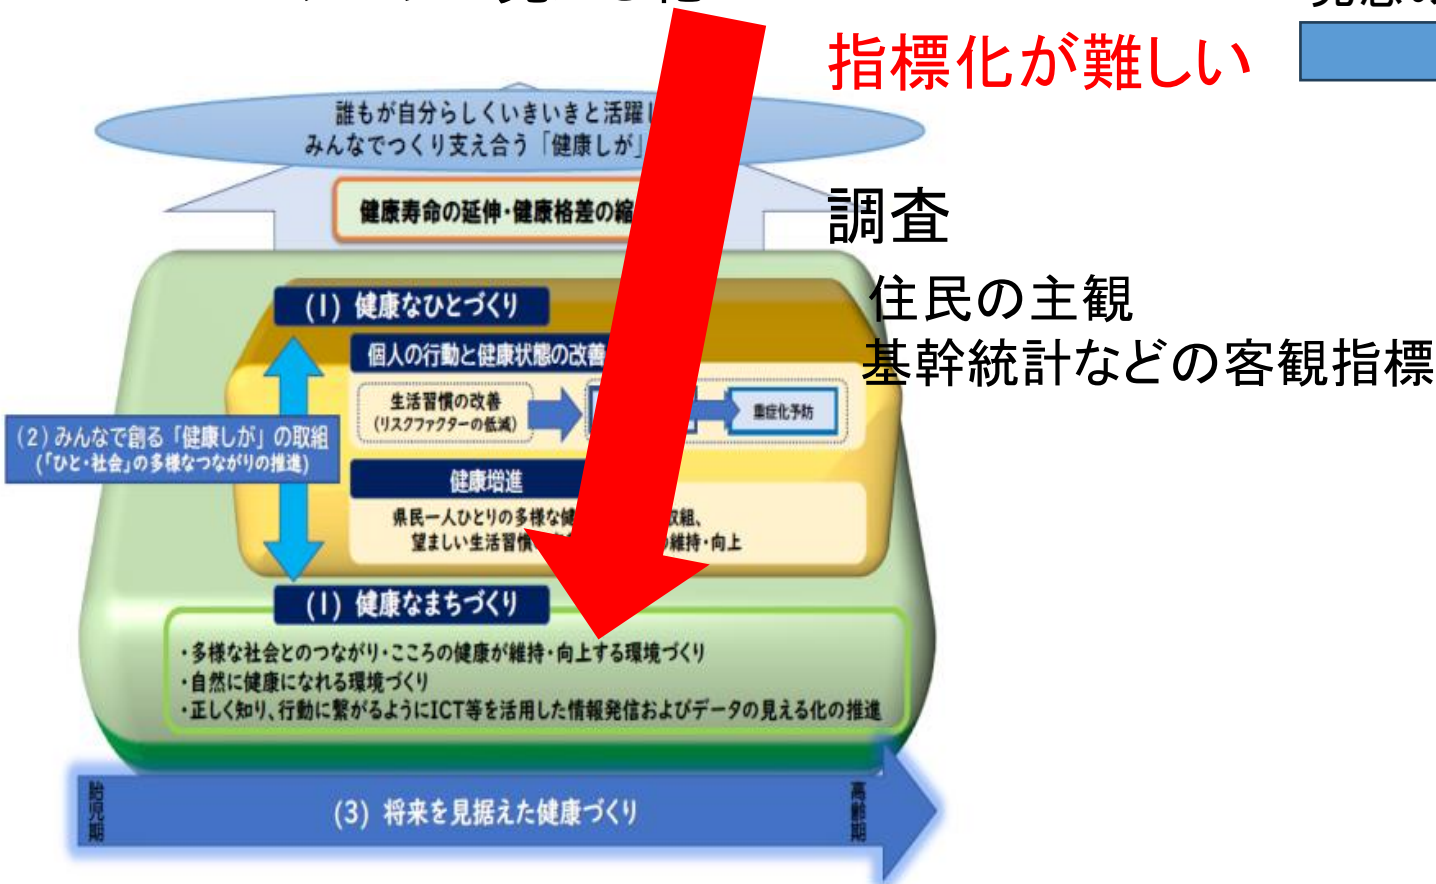 指標化が難しい
誰もが自分らしくいきいきと活躍し
みんなでつくり支え合う「健康しが」
健康寿命の延伸・健康格差の縮
調査
住民の主観
基幹統計などの客観指標
(1) 健康なひとづくり
個人の行動と健康状態の改善
生活習慣の改善
(リスクファクターの低減)
重症化予防
(2)みんなで創る「健康しが」の取組
(「ひと・社会」の多様なつながりの推進)
健康増進
県民一人ひとりの多様な健 取組、
望ましい生活習慣 維持・向上
(1) 健康なまちづくり
・多様な社会とのつながり・こころの健康が維持・向上する環境づくり
・自然に健康になれる環境づくり
・正しく知り、行動に繋がるようにICT等を活用した情報発信およびデータの見える化の推進
胎児期
(3) 将来を見据えた健康づくり
高齢期